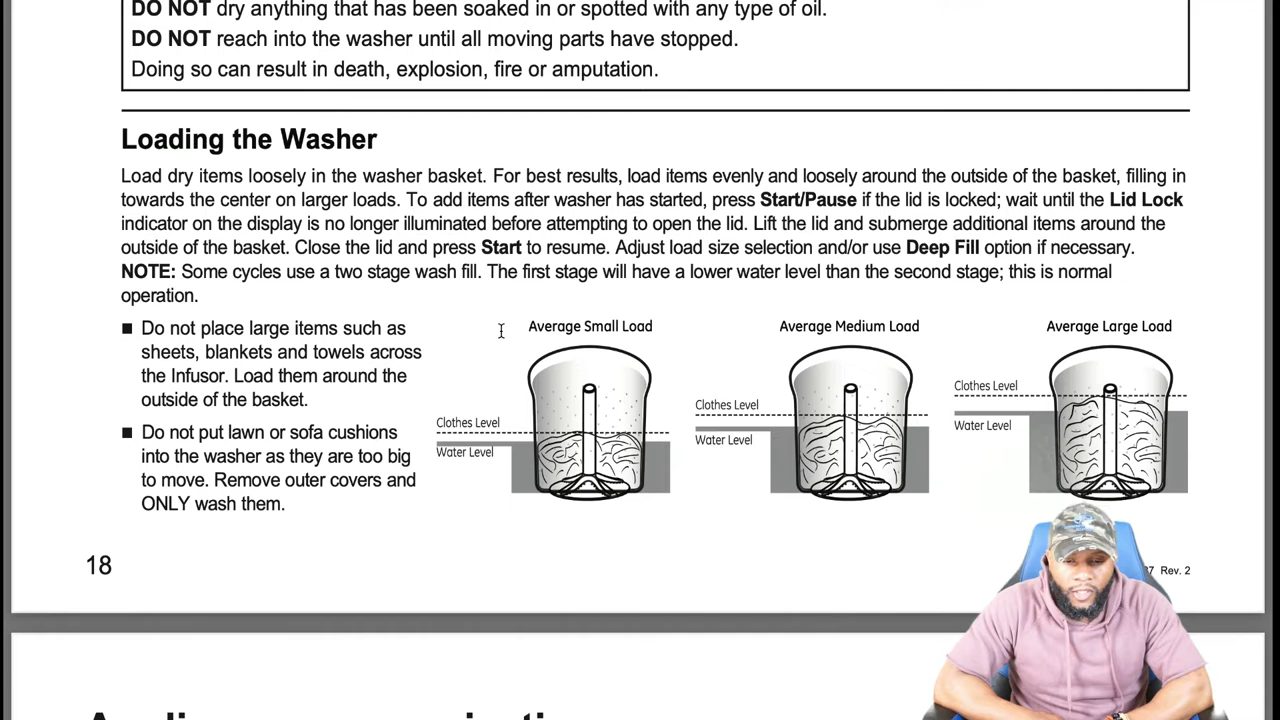 DO NOT dry anything that has been soaked in or spotted with any type of oil.
DO NOT reach into the washer until all moving parts have stopped.
Doing so can result in death, explosion, fire or amputation.
Loading the Washer
Load dry items loosely in the washer basket. For best results, load items evenly and loosely around the outside of the basket, filling in
towards the center on larger loads. To add items after washer has started, press Start/Pause if the lid is locked; wait until the Lid Lock
indicator on the display is no longer illuminated before attempting to open the lid. Lift the lid and submerge additional items around the
outside of the basket. Close the lid and press Start to resume. Adjust load size selection and/or use Deep Fill option if necessary.
NOTE: Some cycles use a two stage wash fill. The first stage will have a lower water level than the second stage; this is normal
operation.
■ Do not place large items such as
sheets, blankets and towels across
the Infusor. Load them around the
outside of the basket.
■ Do not put lawn or sofa cushions
into the washer as they are too big
to move. Remove outer covers and
ONLY wash them.
Average Small Load
Clothes Level
Water Level
Average Medium Load
Clothes Level
Water Level
Average Large Load
Clothes Level
Water Level
18
7 Rev. 2